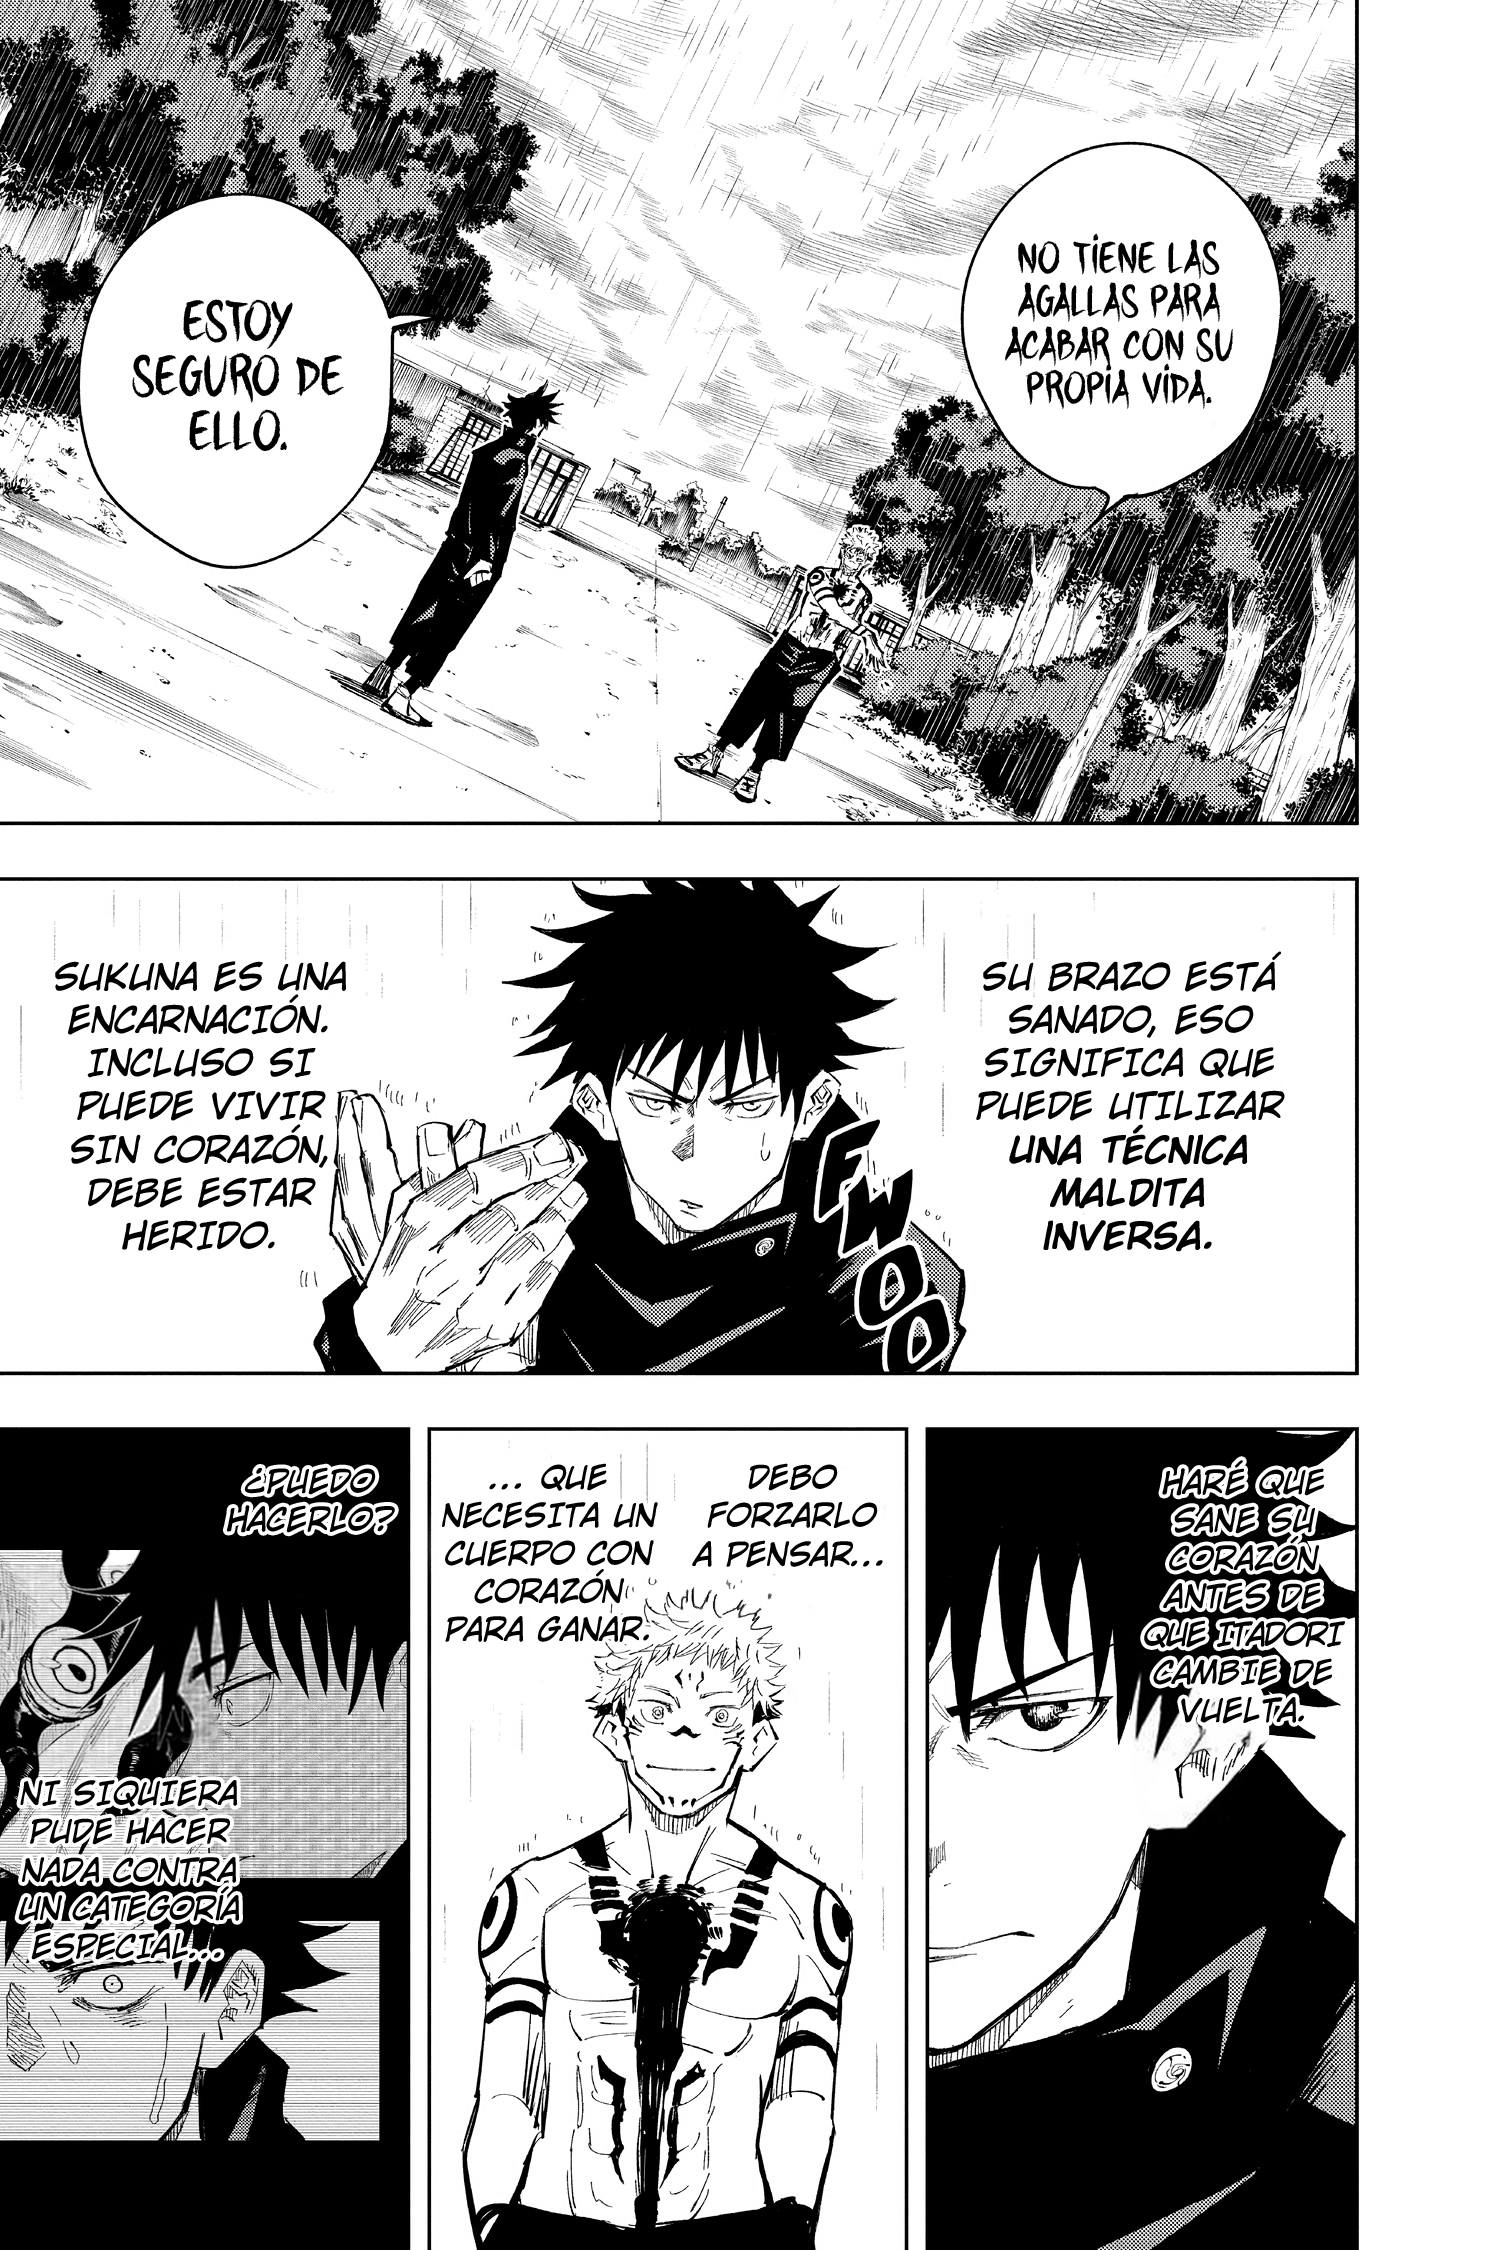 NO TIENE LAS
AGALLAS PARA
ACABAR CON SU
PROPIA VIDA.
ESTOY
SEGURO DE
ELLO.
SU BRAZO ESTÁ
SANADO, ESO
SIGNIFICA QUE
PUEDE UTILIZAR
UNA TÉCNICA
MALDITA
INVERSA.
FWOO
SUKUNA ES UNA
ENCARNACIÓN.
INCLUSO SI
PUEDE VIVIR
SIN CORAZÓN,
DEBE ESTAR
HERIDO.
HARÉ QUE
SANE SU
CORAZÓN
ANTES DE
QUE ITADORI
CAMBIE DE
VUELTA.
DEBO
FORZARLO
A PENSAR...
... QUE
NECESITA UN
CUERPO CON
CORAZÓN
PARA GANAR.
¿PUEDO
HACERLO?
NI SIQUIERA
PUDE HACER
NADA CONTRA
UN CATEGORÍA
ESPECIAL...